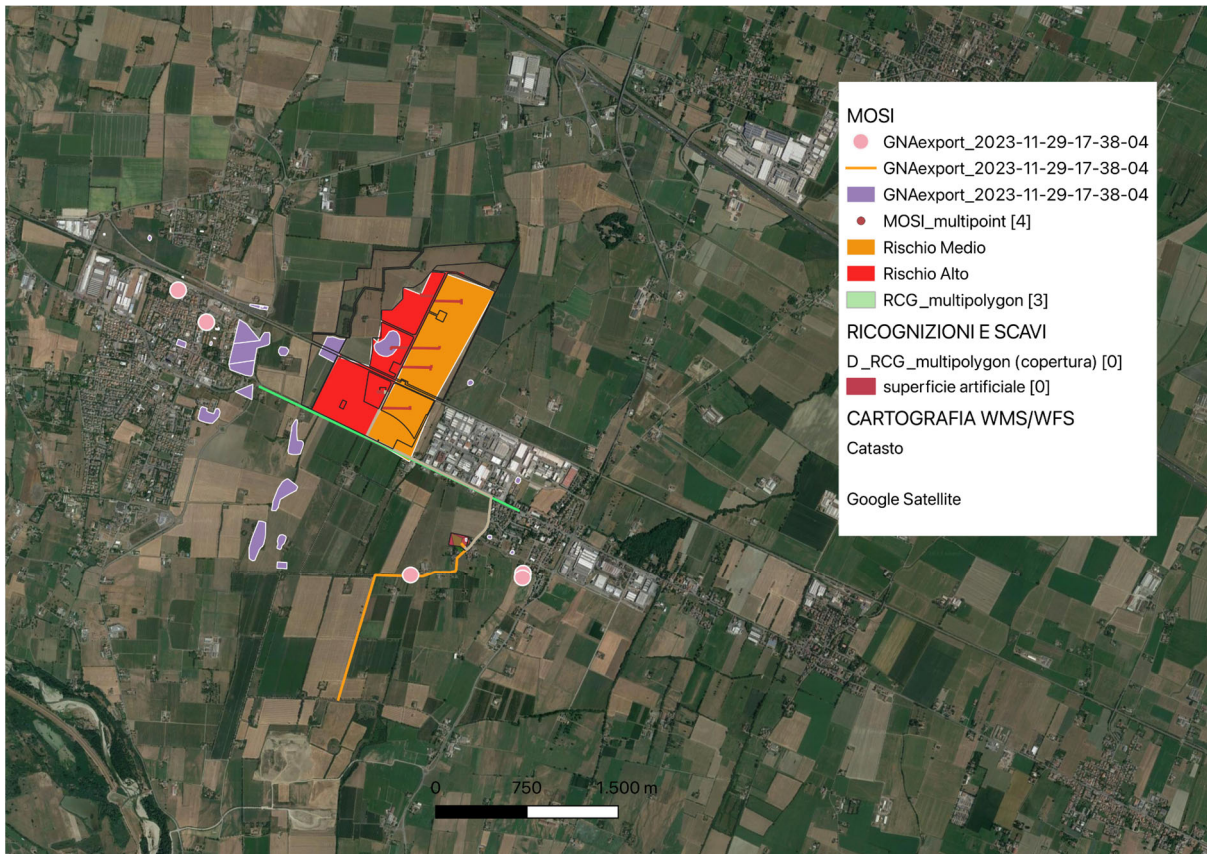 MOSI
GNAexport_2023-11-29-17-38-04
GNAexport_2023-11-29-17-38-04
GNAexport_2023-11-29-17-38-04
MOSI_multipoint [4]
Rischio Medio
Rischio Alto
RCG_multipolygon [3]
RICOGNIZIONI E SCAVI
D_RCG_multipolygon (copertura) [0]
superficie artificiale [0]
CARTOGRAFIA WMS/WFS
Catasto
Google Satellite
0 750 1.500 m